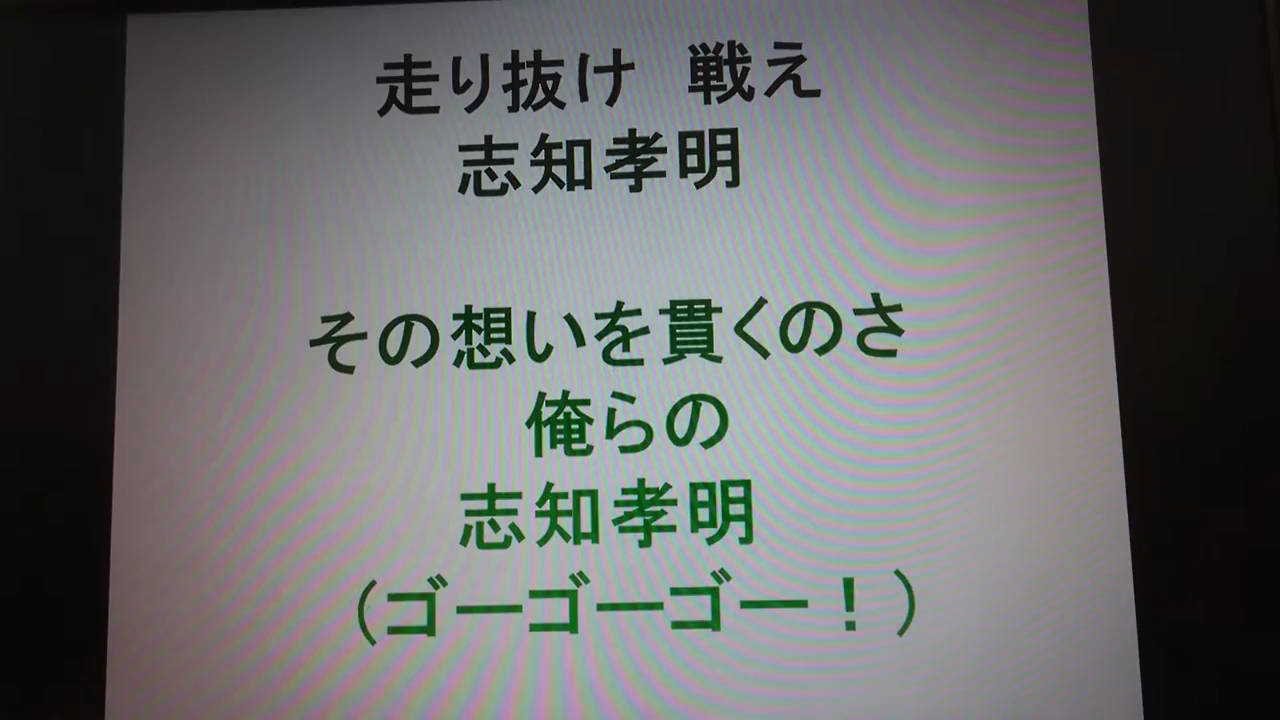 走り抜け　戦え
志知孝明
その想いを貫くのさ
俺らの
志知孝明
（ゴーゴーゴー！）